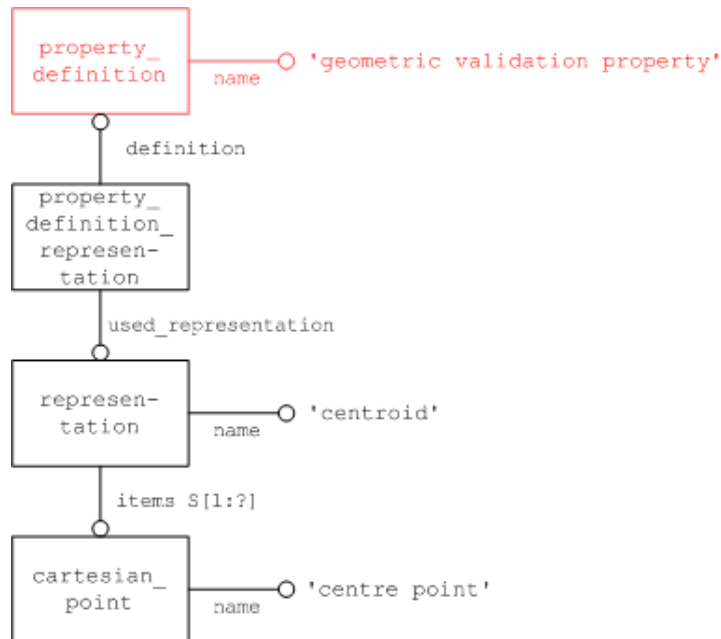 property_
definition
name
'geometric validation property'
definition
property_
definition_
represen-
tation
used_representation
represen-
tation
name
'centroid'
items S[1:?]
cartesian_
point
name
'centre point'